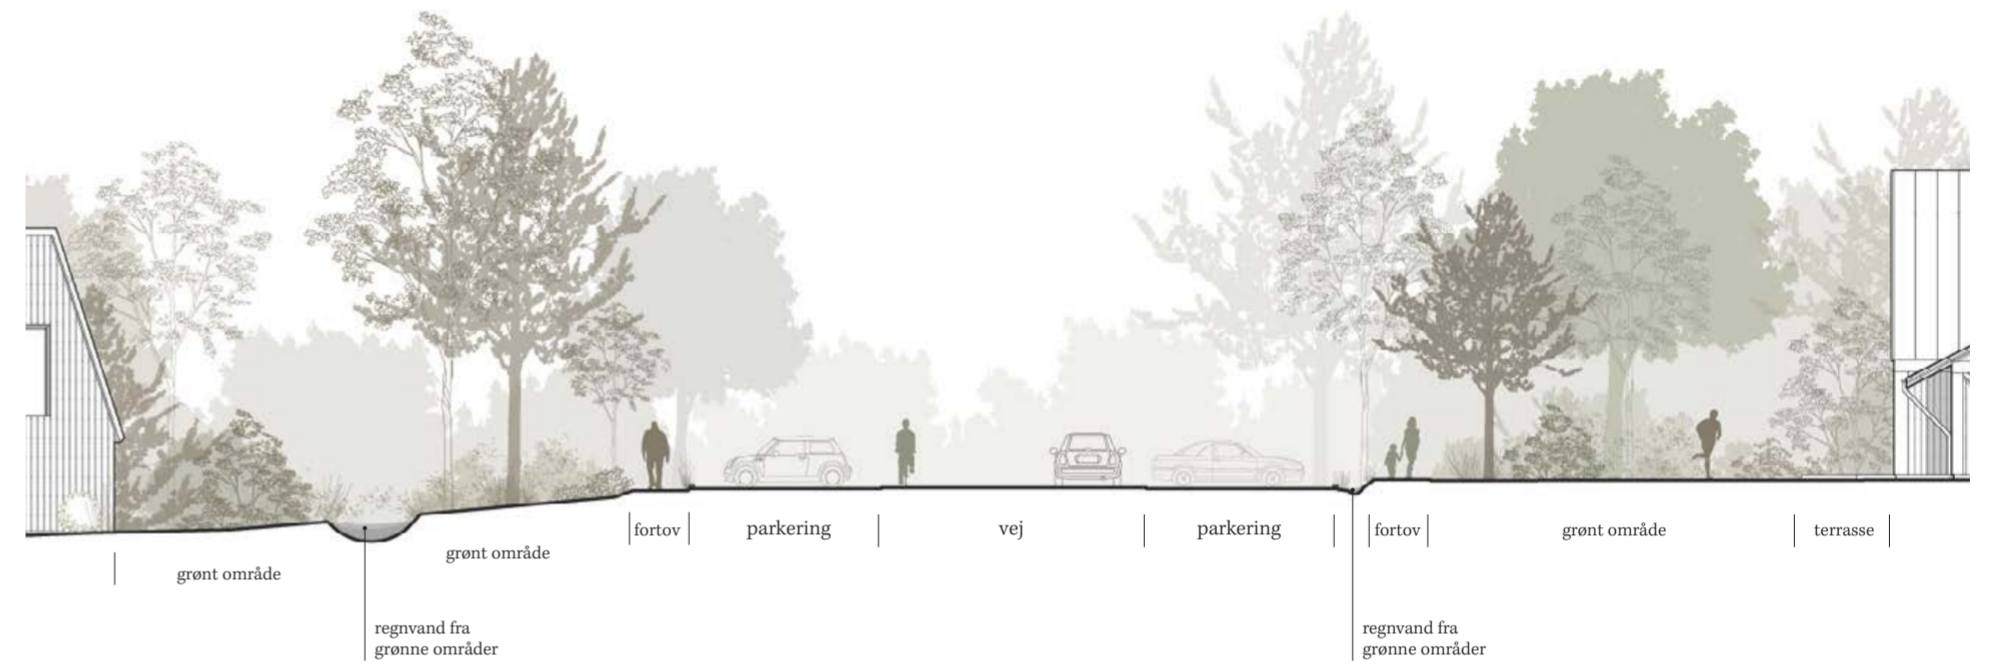 fortov
parkering
vej
parkering
fortov
grønt område
terrasse
grønt område
grønt område
regnvand fra
grønne områder
regnvand fra
grønne områder